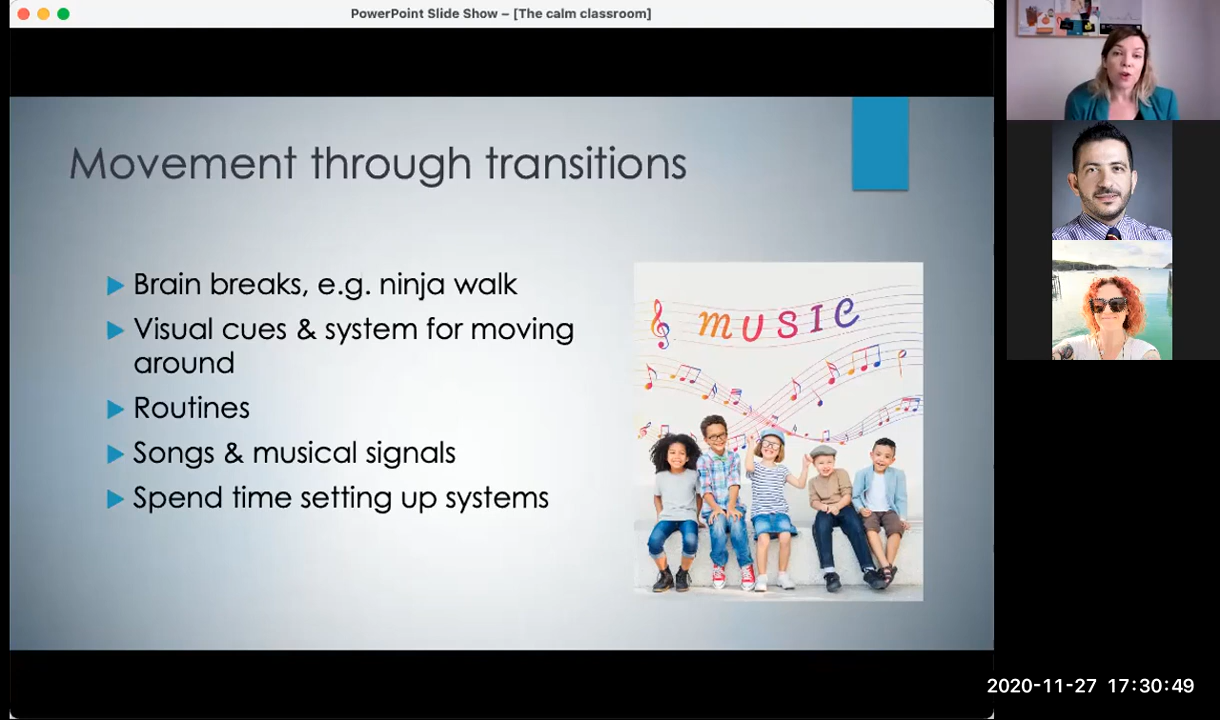 PowerPoint Slide Show – [The calm classroom]
Movement through transitions
Brain breaks, e.g. ninja walk
Visual cues & system for moving
around
Routines
Songs & musical signals
Spend time setting up systems
music
2020-11-27 17:30:49